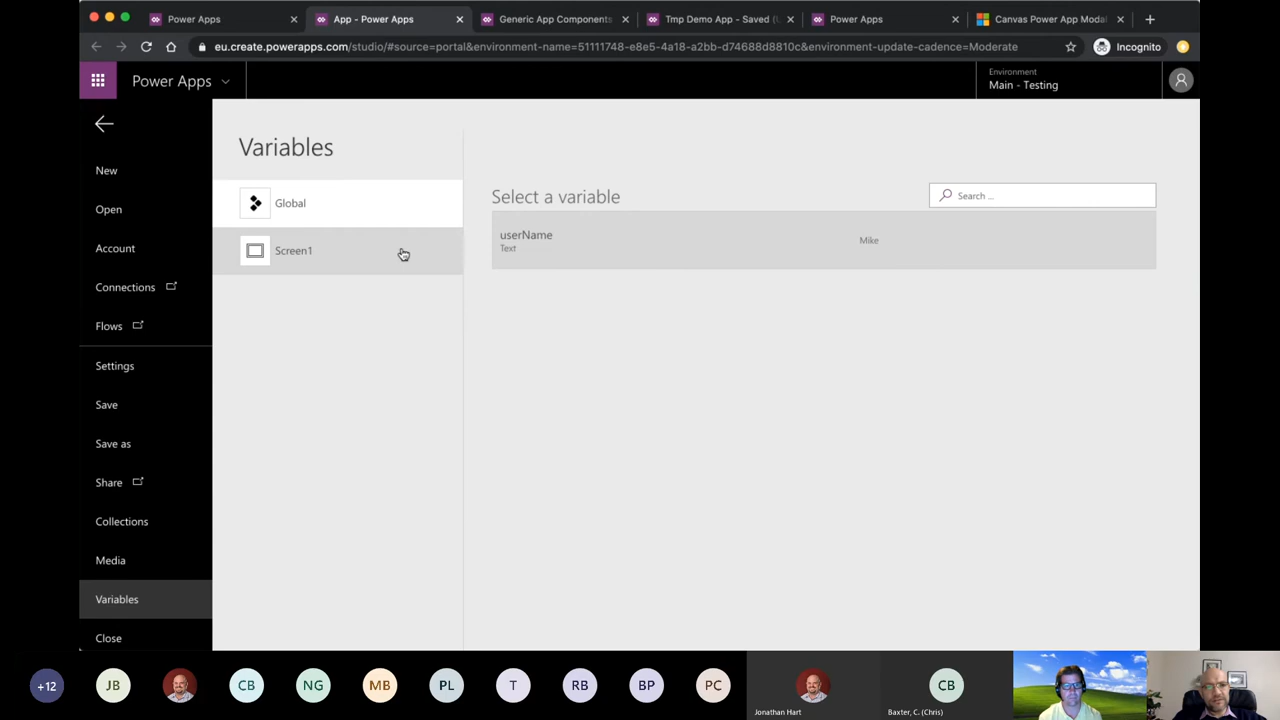 Power Apps
App - Power Apps
Generic App Components
Tmp Demo App - Saved (
Power Apps
Canvas Power App Modal
eu.create.powerapps.com/studio/#source=portal&environment-name=51111748-e8e5-4a18-a2bb-d74688d8810c&environment-update-cadence=Moderate
Incognito
Power Apps
Environment
Main - Testing
New
Open
Account
Connections
Flows
Settings
Save
Save as
Share
Collections
Media
Variables
Close
Variables
Global
Screen1
Select a variable
Search ...
userName
Text
Mike
+12
JB
CB
NG
MB
PL
T
RB
BP
PC
Jonathan Hart
CB
Baxter, C. (Chris)